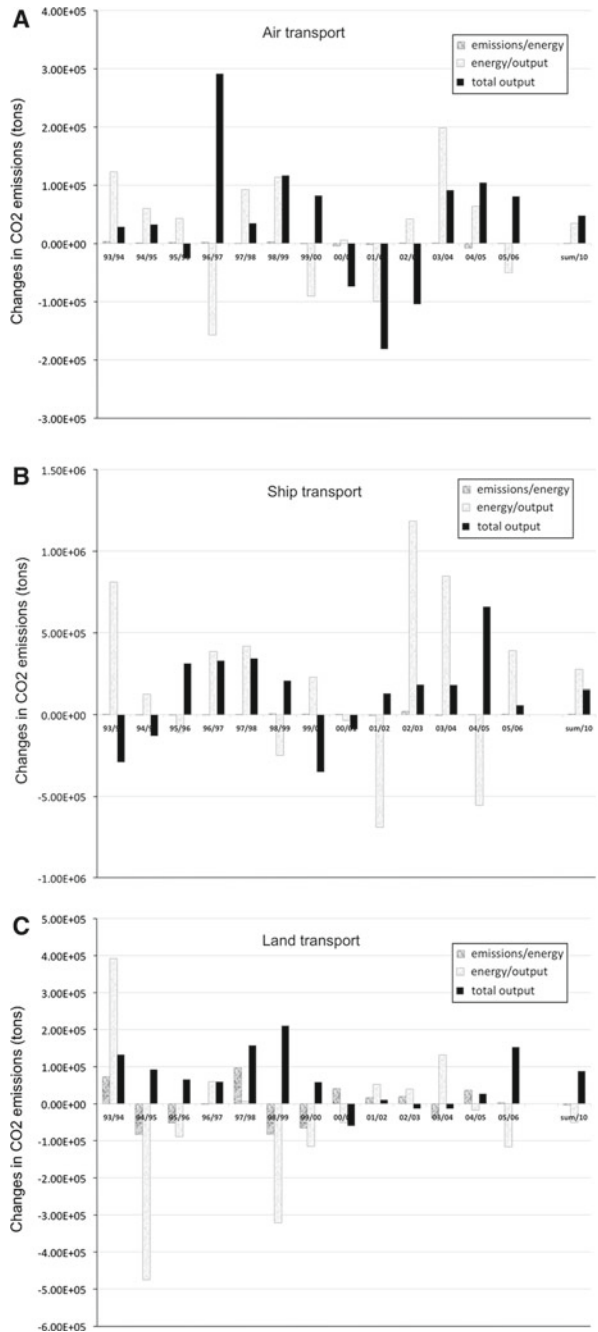 A
Air transport
Changes in CO2 emissions (tons)
4.00E+05
3.00E+05
2.00E+05
1.00E+05
0.00E+00
-1.00E+05
-2.00E+05
-3.00E+05
emissions/energy
energy/output
total output
93/94 94/95 96/97 97/98 98/99 99/00 03/04 04/05 05/06 sum/10
B
Ship transport
Changes in CO2 emissions (tons)
1.50E+06
1.00E+06
5.00E+05
0.00E+00
-5.00E+05
-1.00E+06
emissions/energy
energy/output
total output
94/95 95/96 96/97 97/98 98/99 01/02 02/03 03/04 04/05 05/06 sum/10
C
Land transport
Changes in CO2 emissions (tons)
5.00E+05
4.00E+05
3.00E+05
2.00E+05
1.00E+05
0.00E+00
-1.00E+05
-2.00E+05
-3.00E+05
-4.00E+05
-5.00E+05
-6.00E+05
emissions/energy
energy/output
total output
93/94 94/95 95/96 96/97 97/98 98/99 99/00 01/02 02/03 03/04 04/05 05/06 sum/10